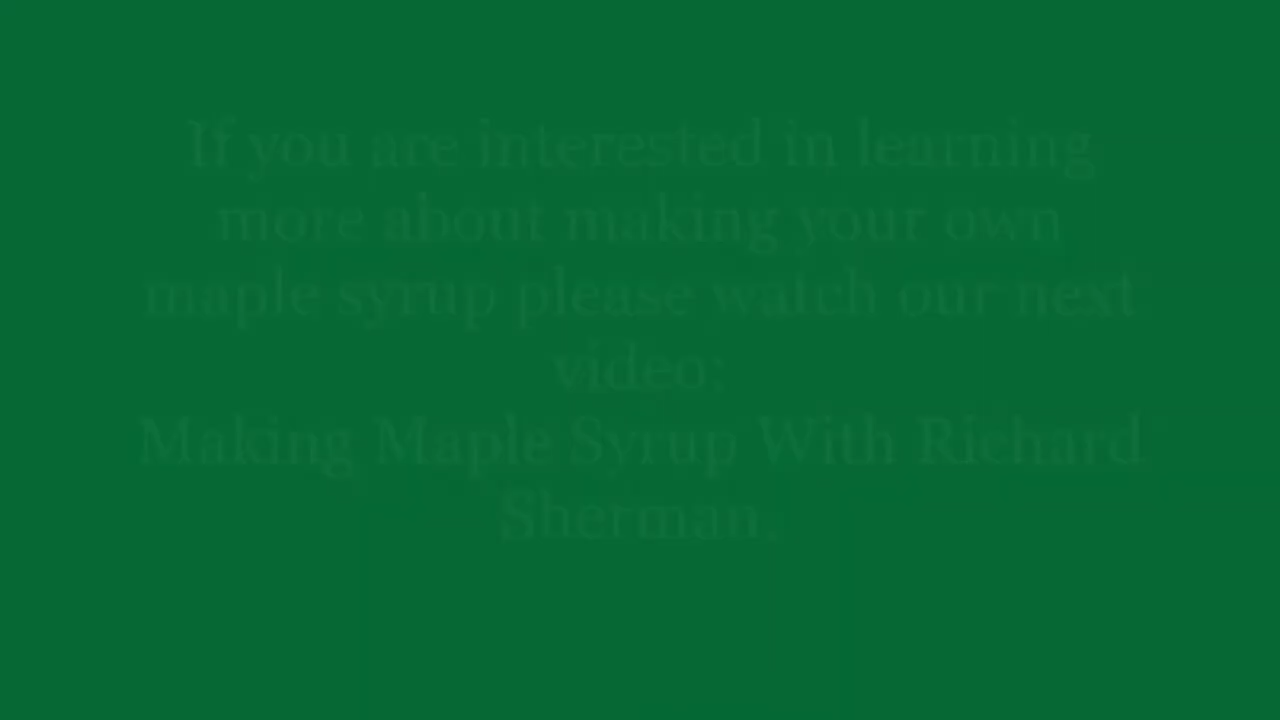 If you are interested in learning
more about making your own
maple syrup please watch our next
video:
Making Maple Syrup With Richard
Sherman.